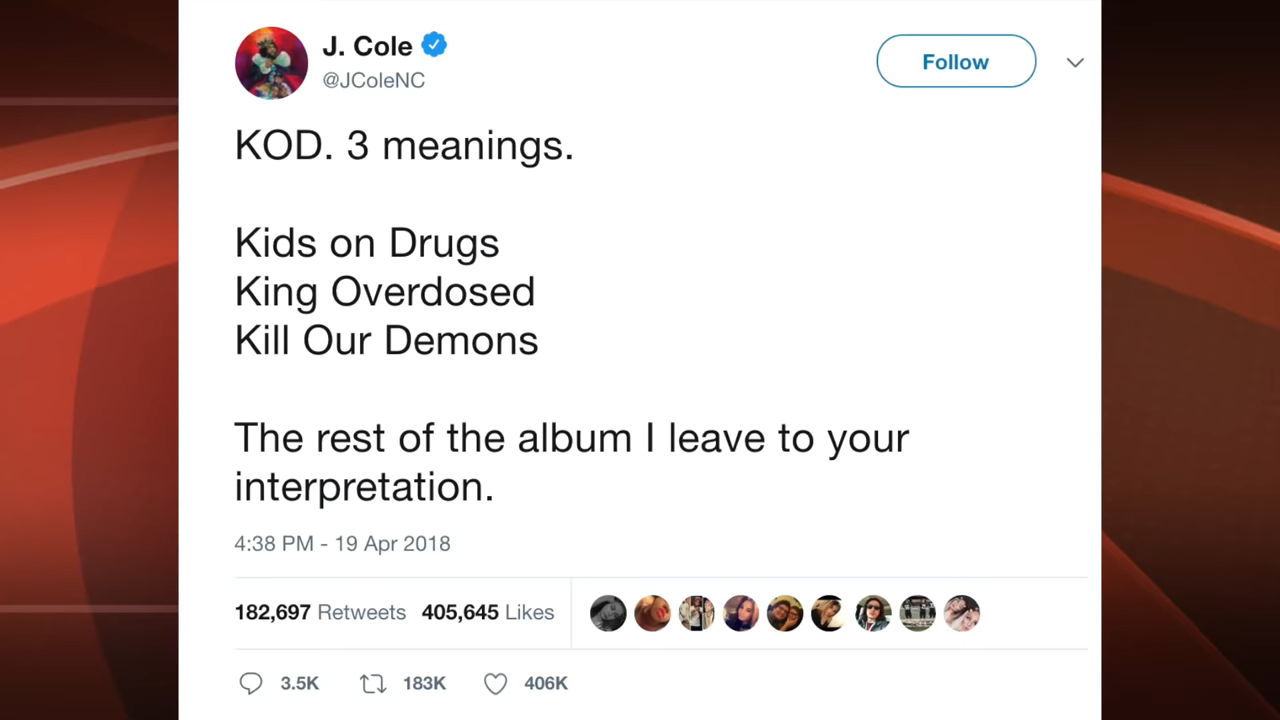 J. Cole
@JColeNC
Follow
KOD. 3 meanings.
Kids on Drugs
King Overdosed
Kill Our Demons
The rest of the album I leave to your
interpretation.
4:38 PM - 19 Apr 2018
182,697 Retweets 405,645 Likes
3.5K 183K 406K